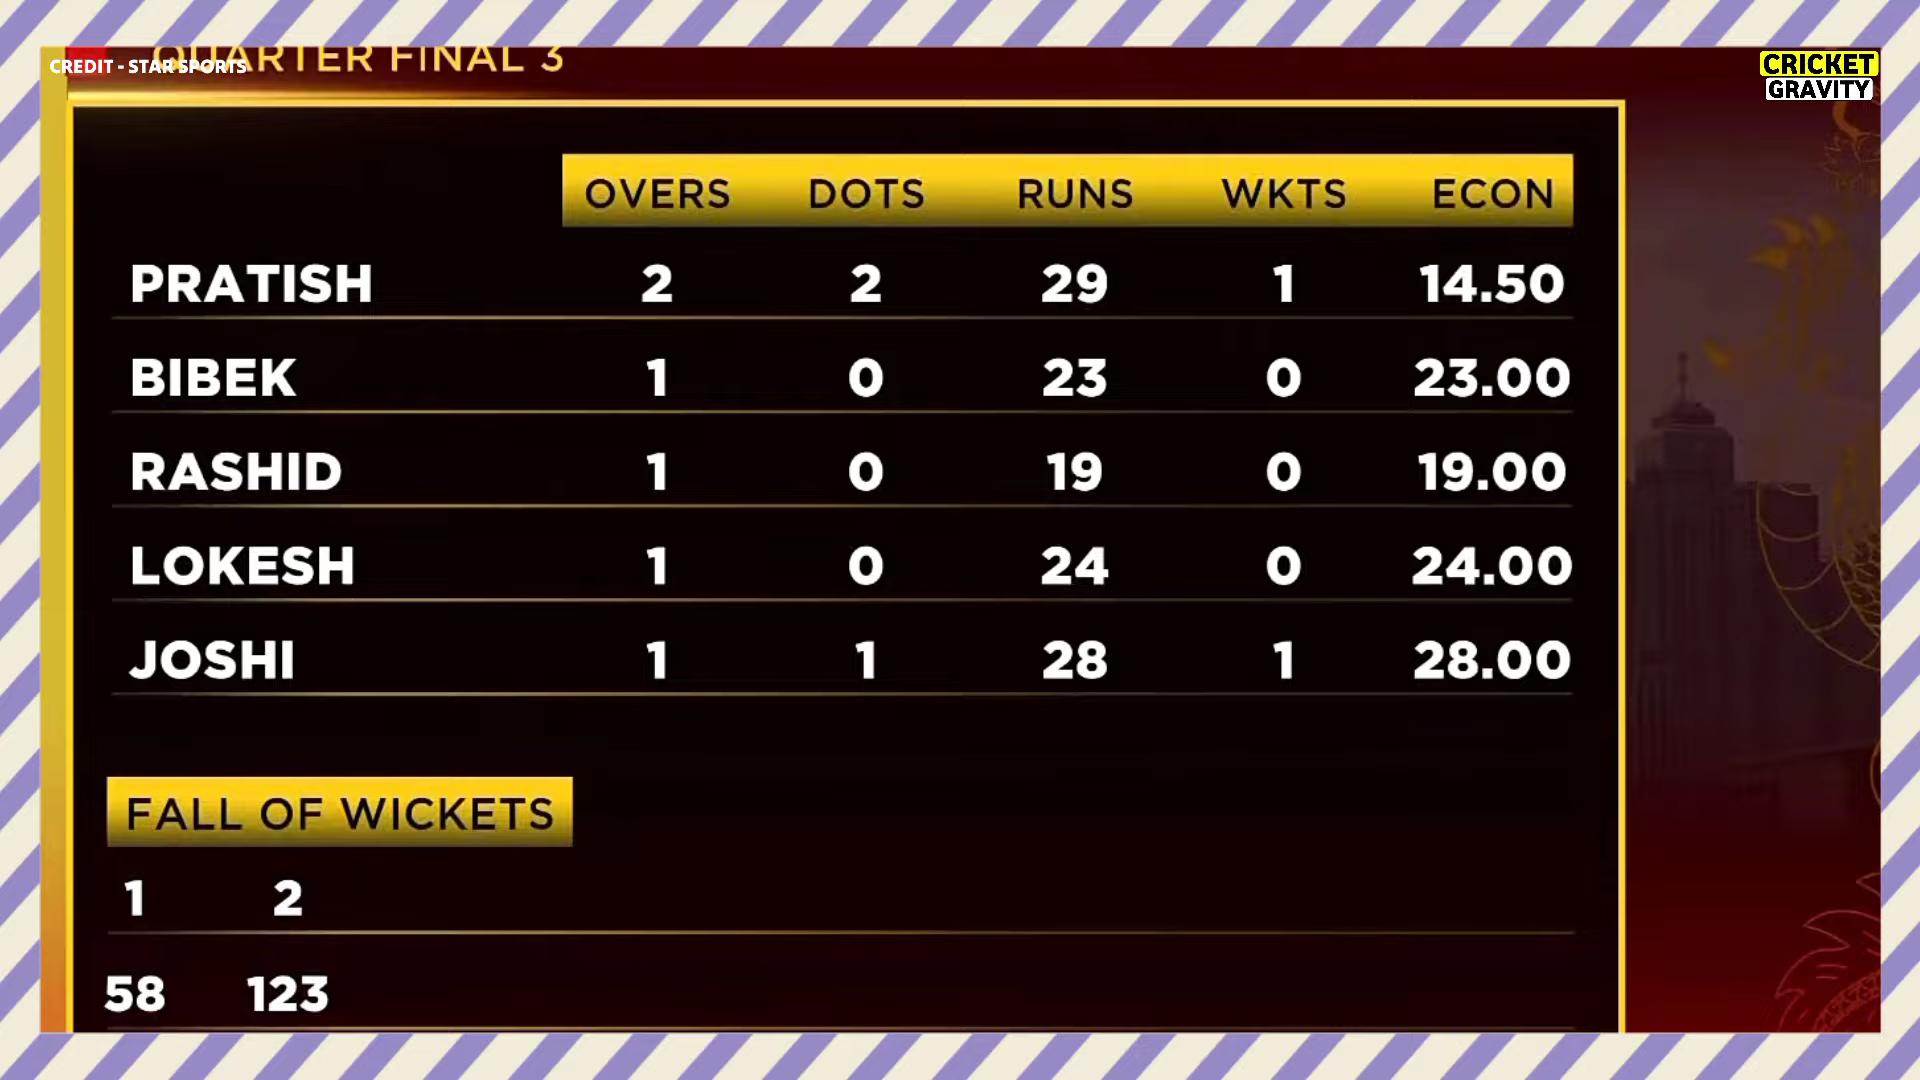 QUARTER FINAL 3
CREDIT - STAR SPORTS
CRICKET
GRAVITY
OVERS DOTS RUNS WKTS ECON
PRATISH 2 2 29 1 14.50
BIBEK 1 0 23 0 23.00
RASHID 1 0 19 0 19.00
LOKESH 1 0 24 0 24.00
JOSHI 1 1 28 1 28.00
FALL OF WICKETS
1 2
58 123